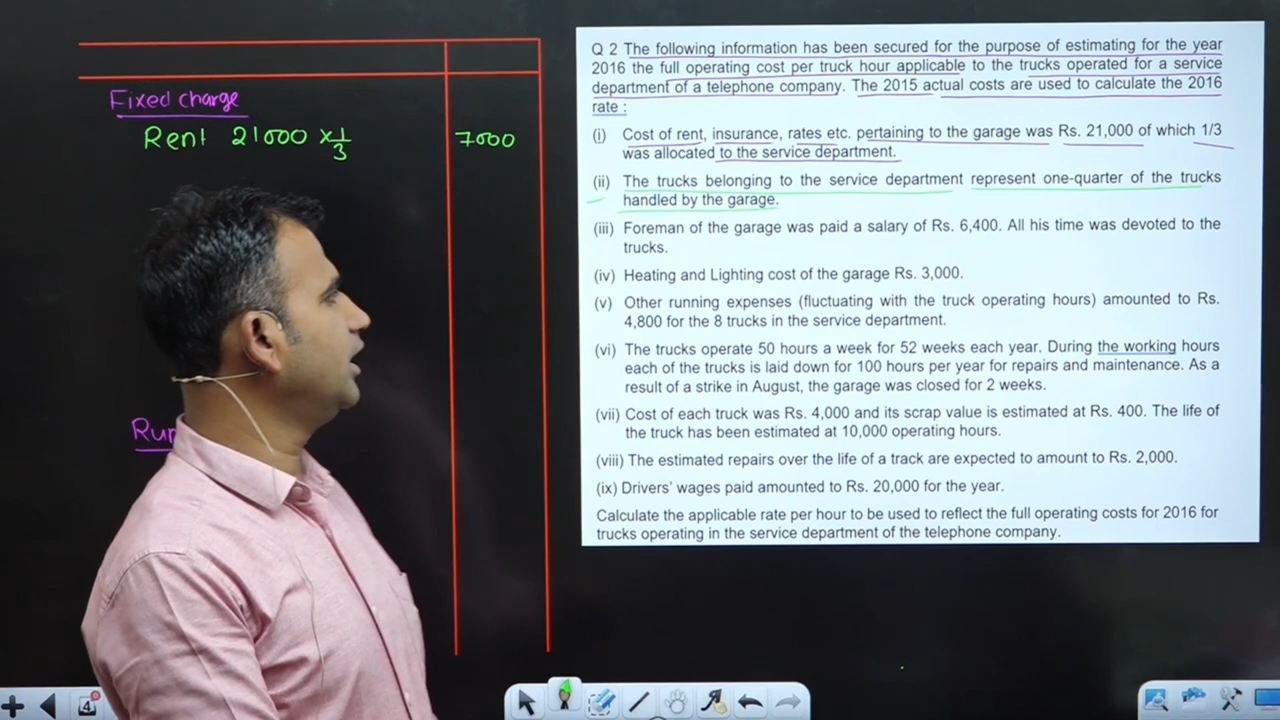 Fixed charge
Rent 21000 × 1/3 7000
Q 2 The following information has been secured for the purpose of estimating for the year
2016 the full operating cost per truck hour applicable to the trucks operated for a service
department of a telephone company. The 2015 actual costs are used to calculate the 2016
rate :
(i) Cost of rent, insurance, rates etc. pertaining to the garage was Rs. 21,000 of which 1/3
was allocated to the service department.
(ii) The trucks belonging to the service department represent one-quarter of the trucks
handled by the garage.
(iii) Foreman of the garage was paid a salary of Rs. 6,400. All his time was devoted to the
trucks.
(iv) Heating and Lighting cost of the garage Rs. 3,000.
(v) Other running expenses (fluctuating with the truck operating hours) amounted to Rs.
4,800 for the 8 trucks in the service department.
(vi) The trucks operate 50 hours a week for 52 weeks each year. During the working hours
each of the trucks is laid down for 100 hours per year for repairs and maintenance. As a
result of a strike in August, the garage was closed for 2 weeks.
(vii) Cost of each truck was Rs. 4,000 and its scrap value is estimated at Rs. 400. The life of
the truck has been estimated at 10,000 operating hours.
(viii) The estimated repairs over the life of a track are expected to amount to Rs. 2,000.
(ix) Drivers' wages paid amounted to Rs. 20,000 for the year.
Calculate the applicable rate per hour to be used to reflect the full operating costs for 2016 for
trucks operating in the service department of the telephone company.
4